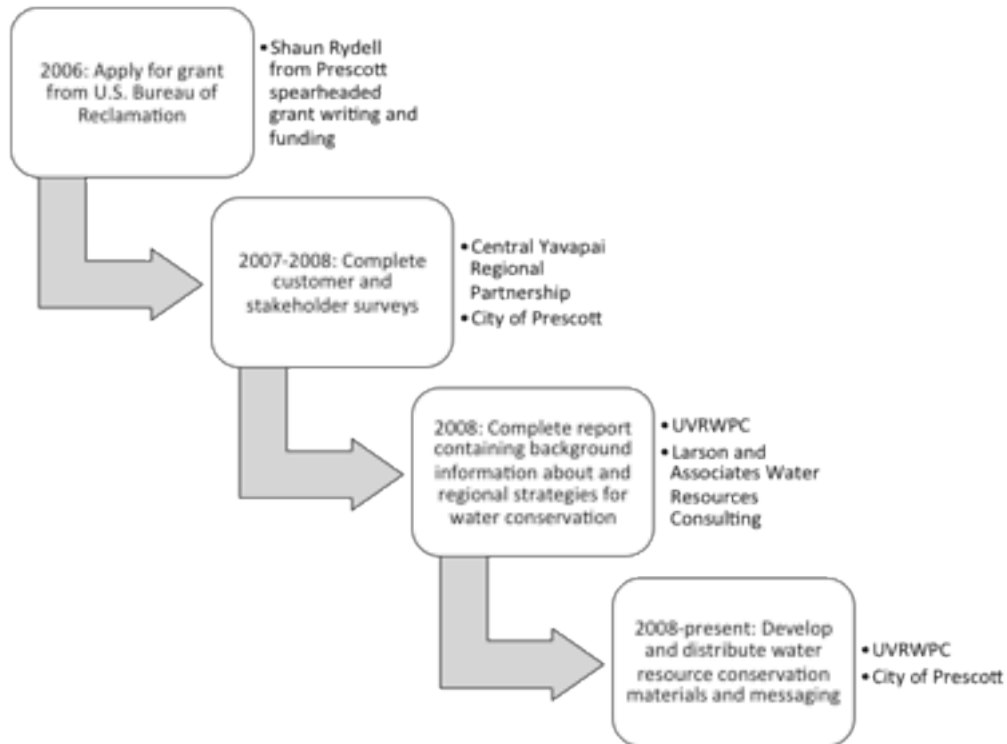 2006: Apply for grant
from U.S. Bureau of
Reclamation
•Shaun Rydell
from Prescott
spearheaded
grant writing and
funding
2007-2008: Complete
customer and
stakeholder surveys
•Central Yavapai
Regional
Partnership
•City of Prescott
2008: Complete report
containing background
information about and
regional strategies for
water conservation
•UVRWPC
•Larson and
Associates Water
Resources
Consulting
2008-present: Develop
and distribute water
resource conservation
materials and messaging
•UVRWPC
•City of Prescott